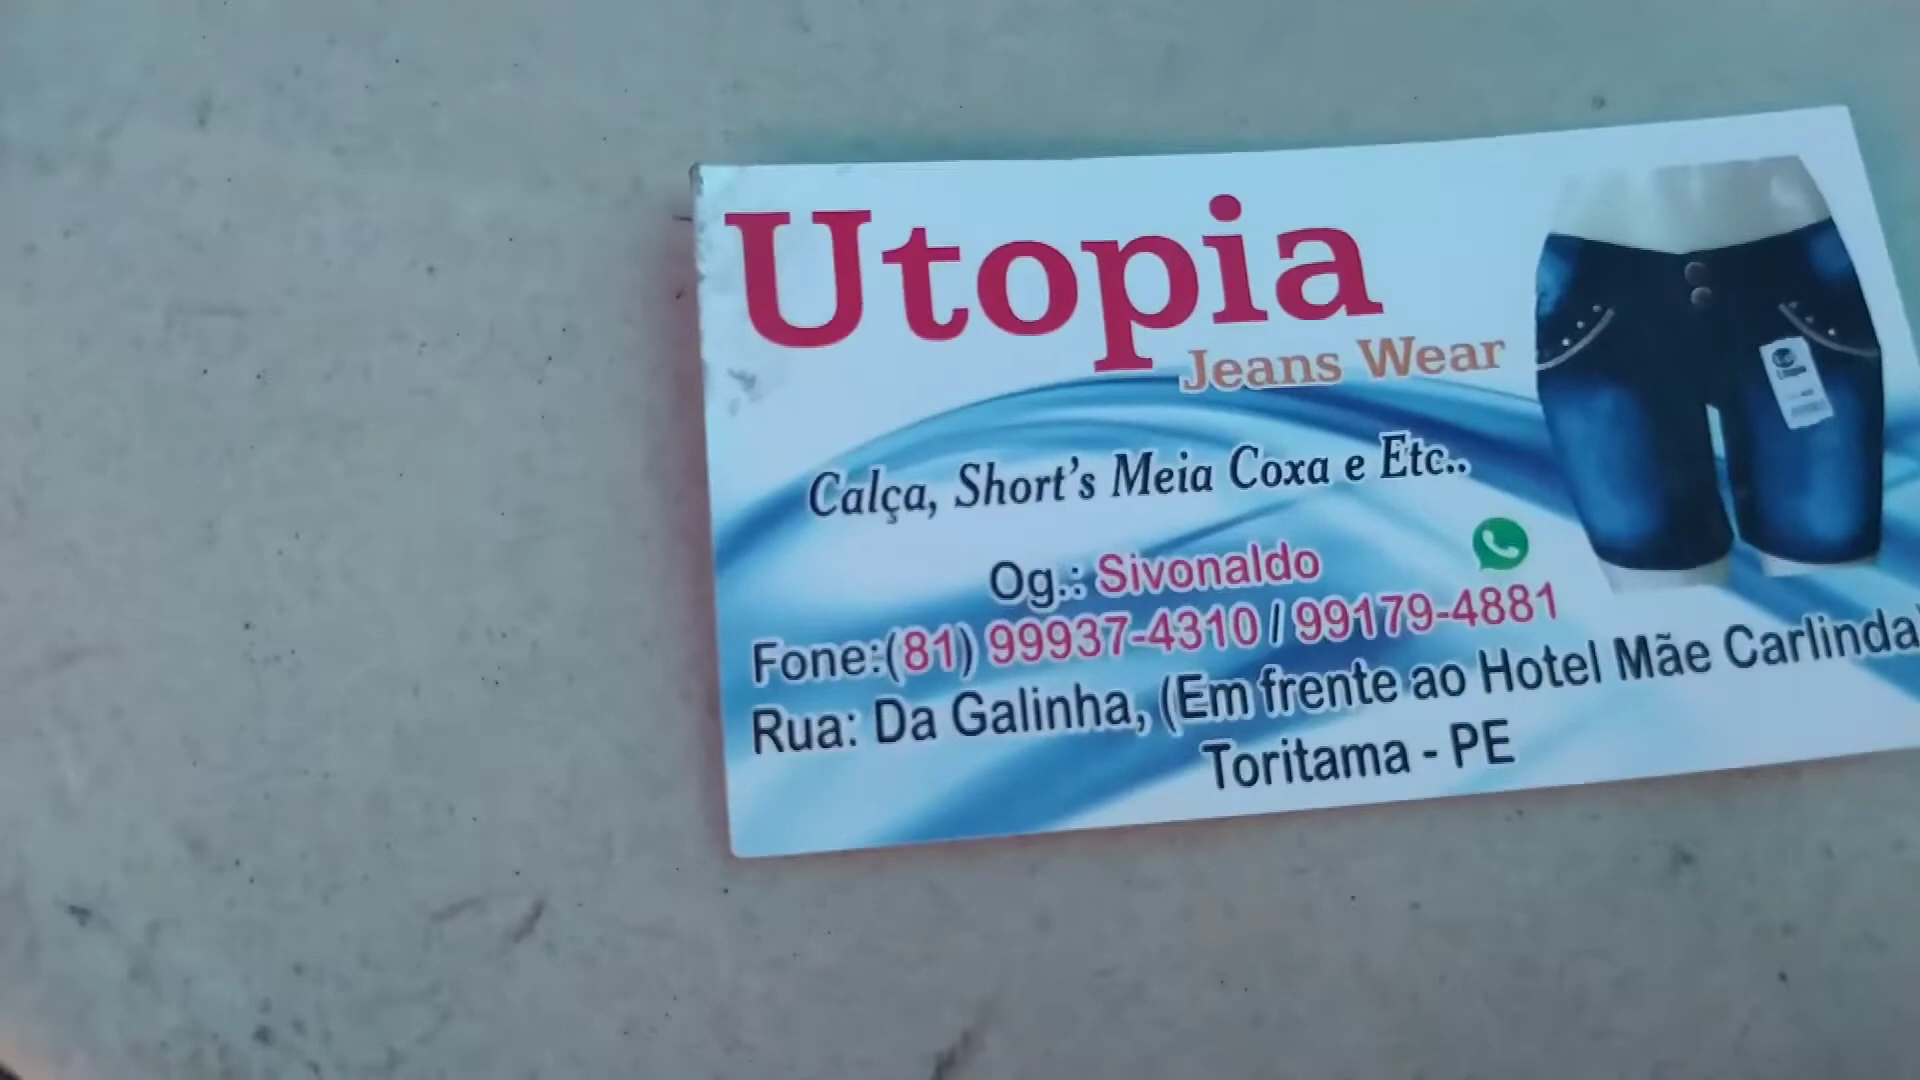 Utopia
Jeans Wear
Calça, Short's Meia Coxa e Etc..
Og.: Sivonaldo
Fone:(81) 99937-4310 / 99179-4881
Rua: Da Galinha, (Em frente ao Hotel Mãe Carlinda)
Toritama - PE